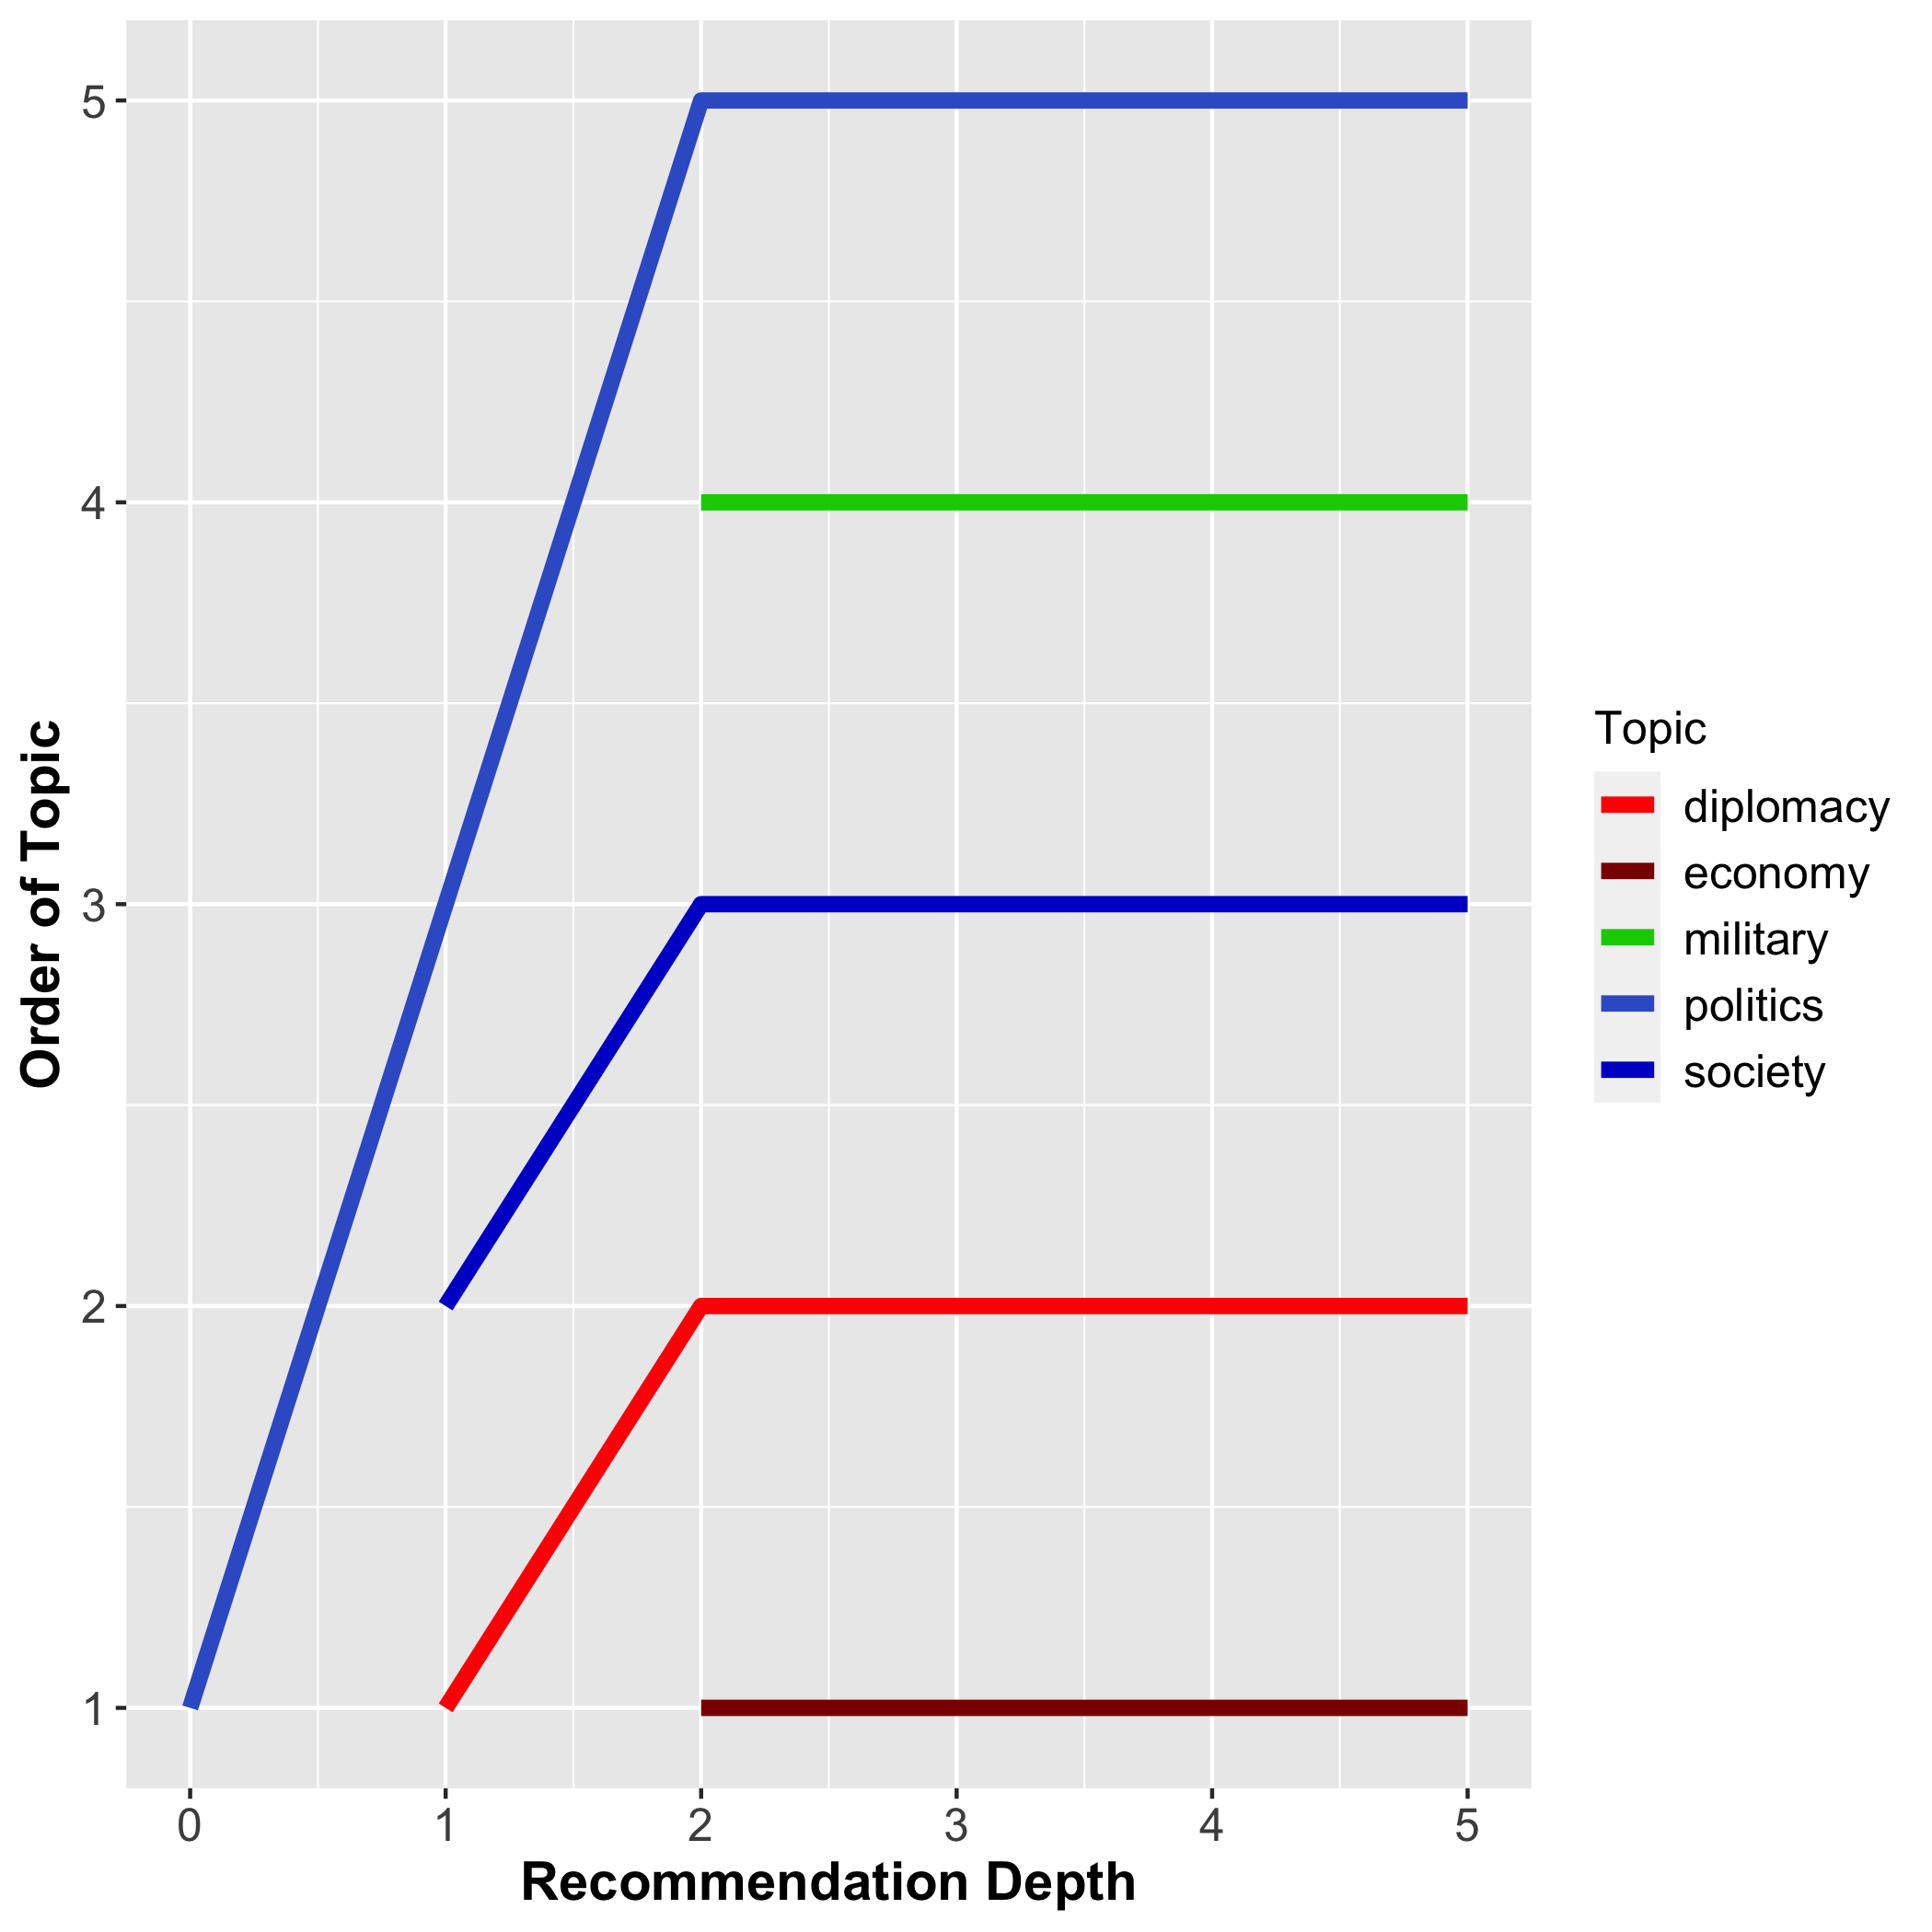 5
4
3
2
1
Order of Topic
0 1 2 3 4 5
Recommendation Depth
Topic
diplomacy
economy
military
politics
society